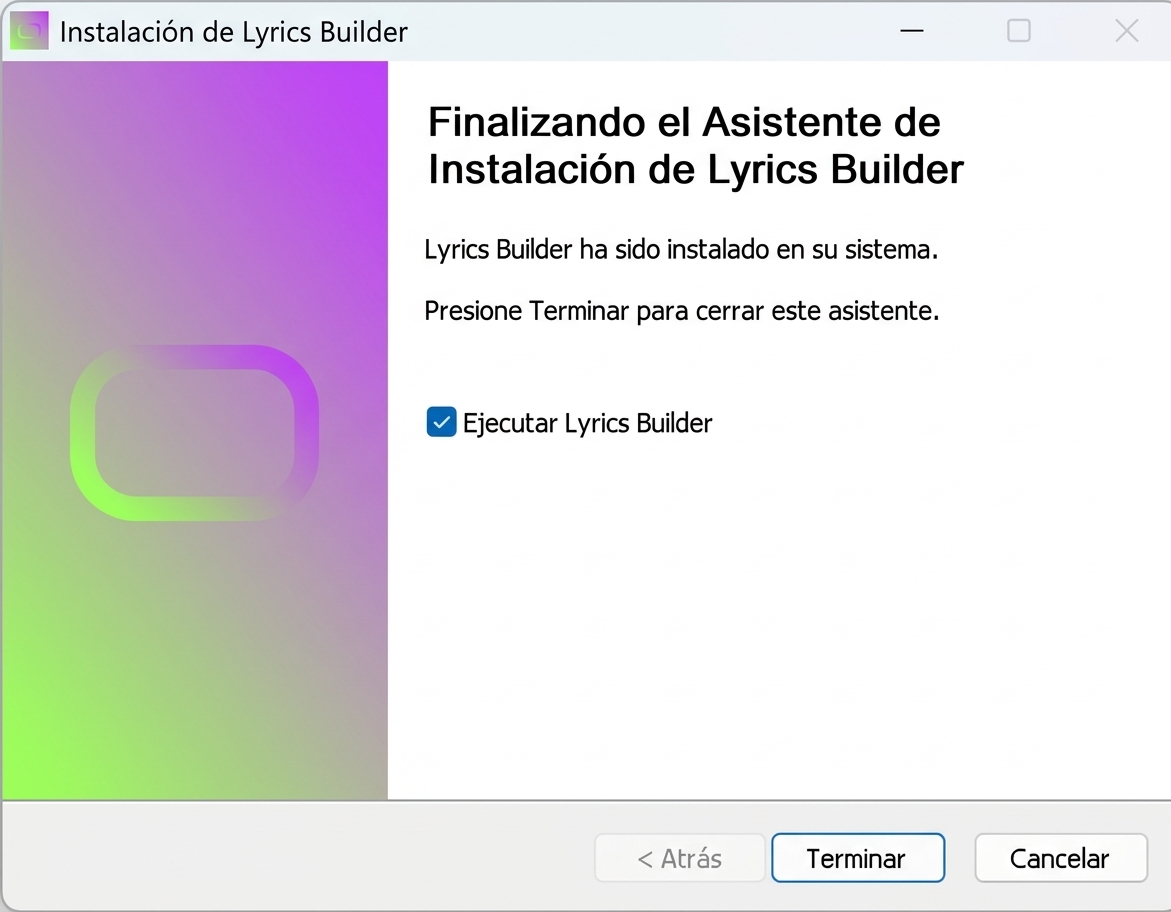 Instalación de Lyrics Builder
Finalizando el Asistente de
Instalación de Lyrics Builder
Lyrics Builder ha sido instalado en su sistema.
Presione Terminar para cerrar este asistente.
Ejecutar Lyrics Builder
< Atrás
Terminar
Cancelar